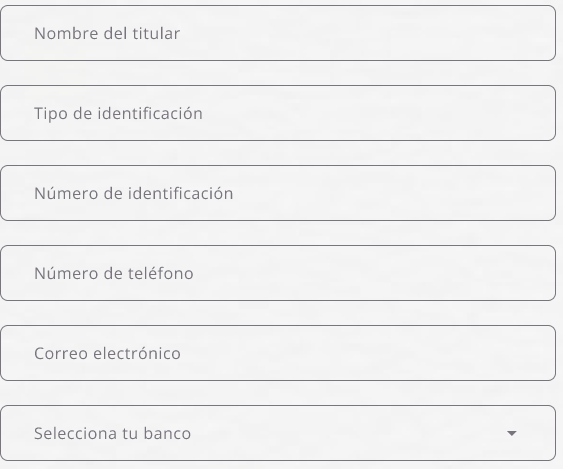 Nombre del titular
Tipo de identificación
Número de identificación
Número de teléfono
Correo electrónico
Selecciona tu banco